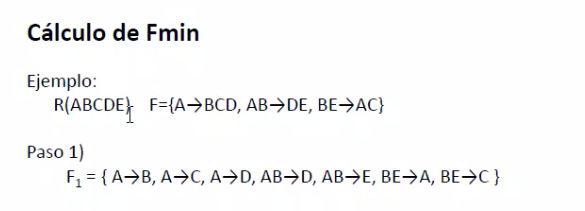 Cálculo de Fmin
Ejemplo:
R(ABCDE) F={A→BCD, AB→DE, BE→AC}
Paso 1)
F₁ = { A→B, A→C, A→D, AB→D, AB→E, BE→A, BE→C }